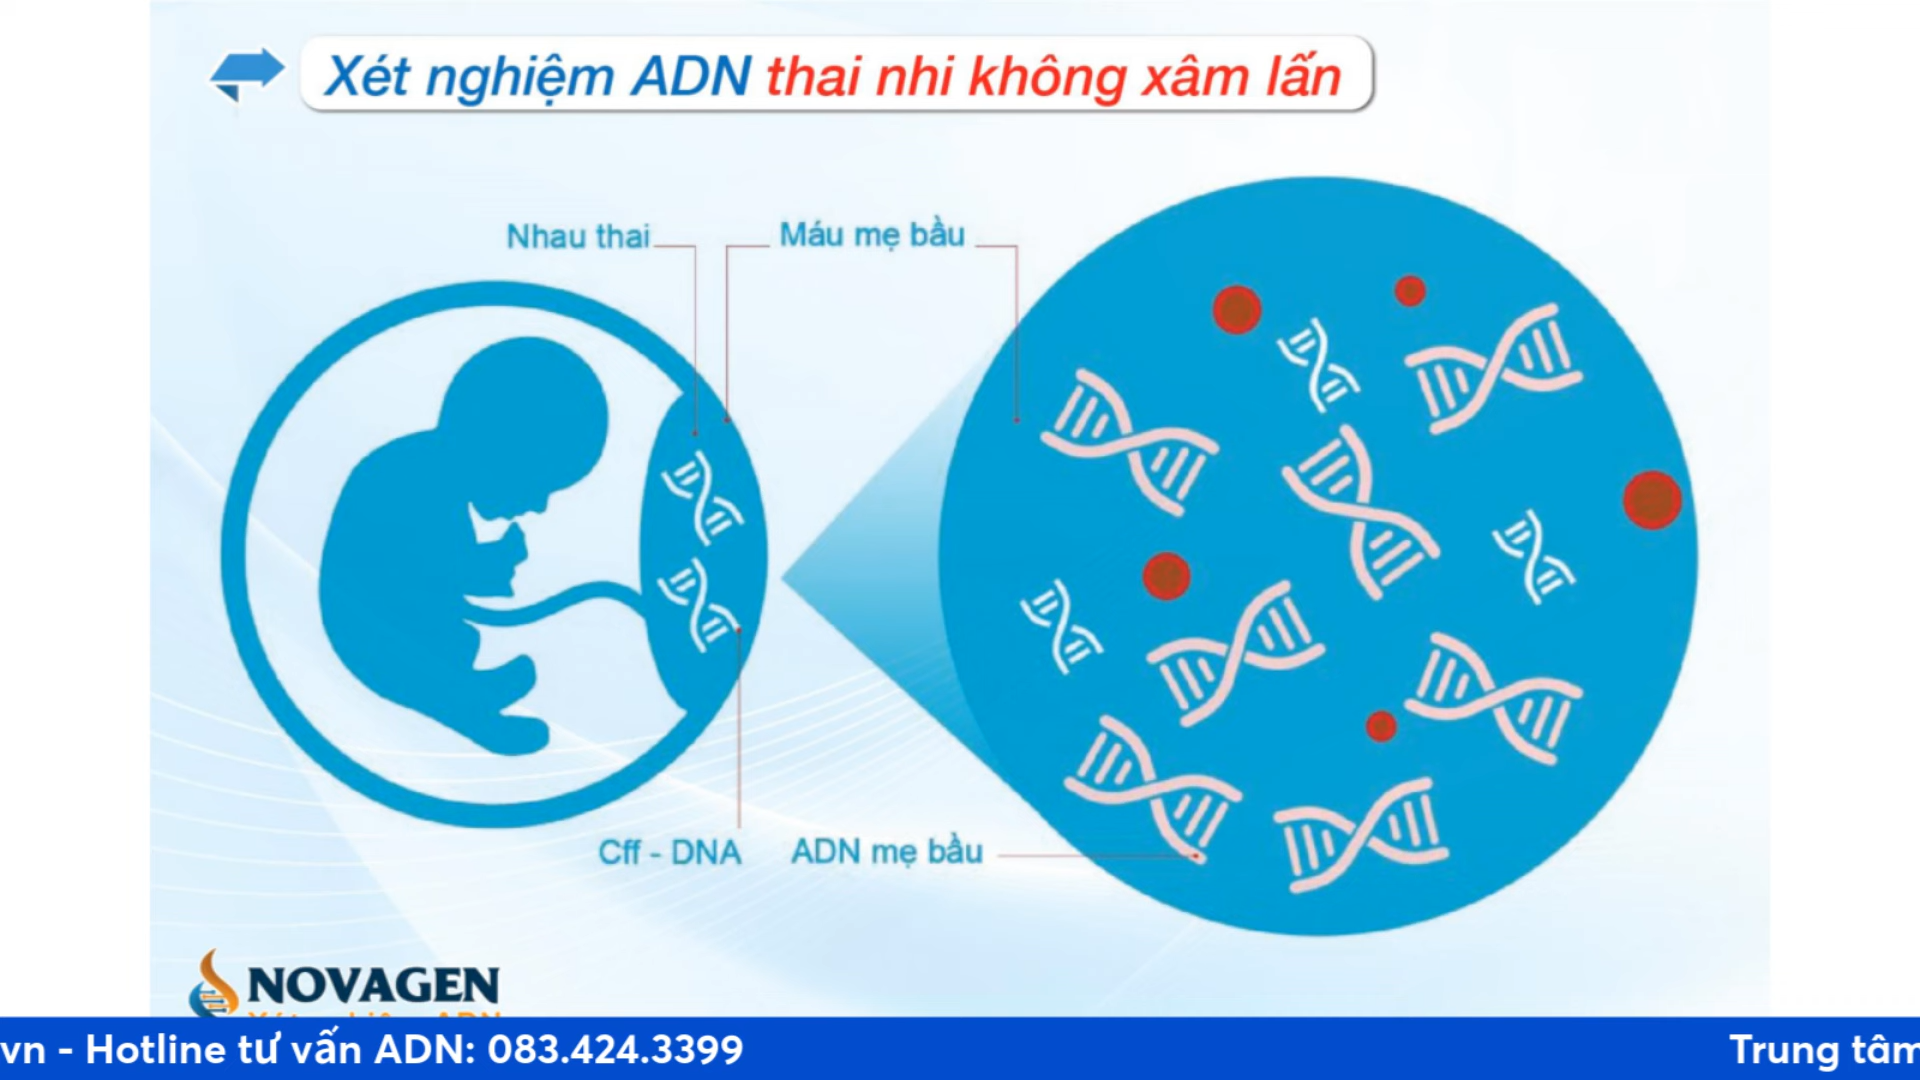 Xét nghiệm ADN thai nhi không xâm lấn
Nhau thai
Máu mẹ bầu
Cff - DNA
ADN mẹ bầu
NOVAGEN
vn - Hotline tư vấn ADN: 083.424.3399
Trung tâm